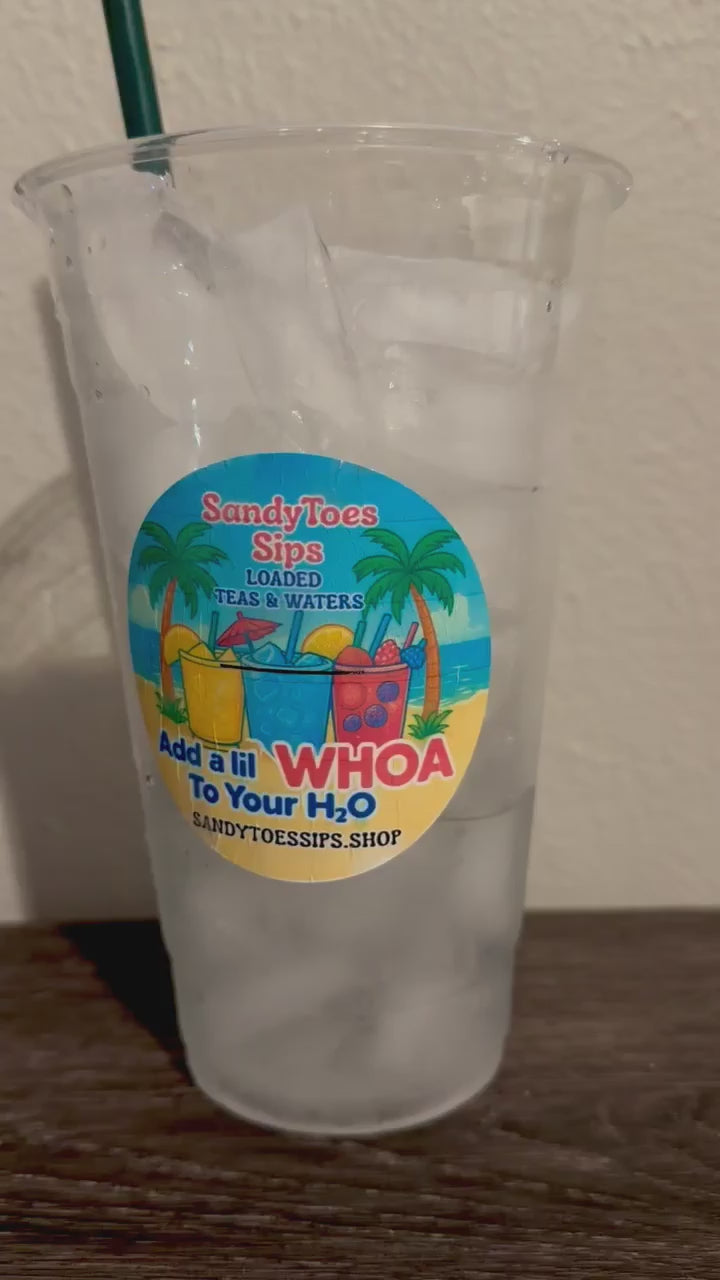 SandyToes
Sips
LOADED
TEAS & WATERS
Add a lil WHOA
To Your H₂O
SANDYTOESSIPS.SHOP